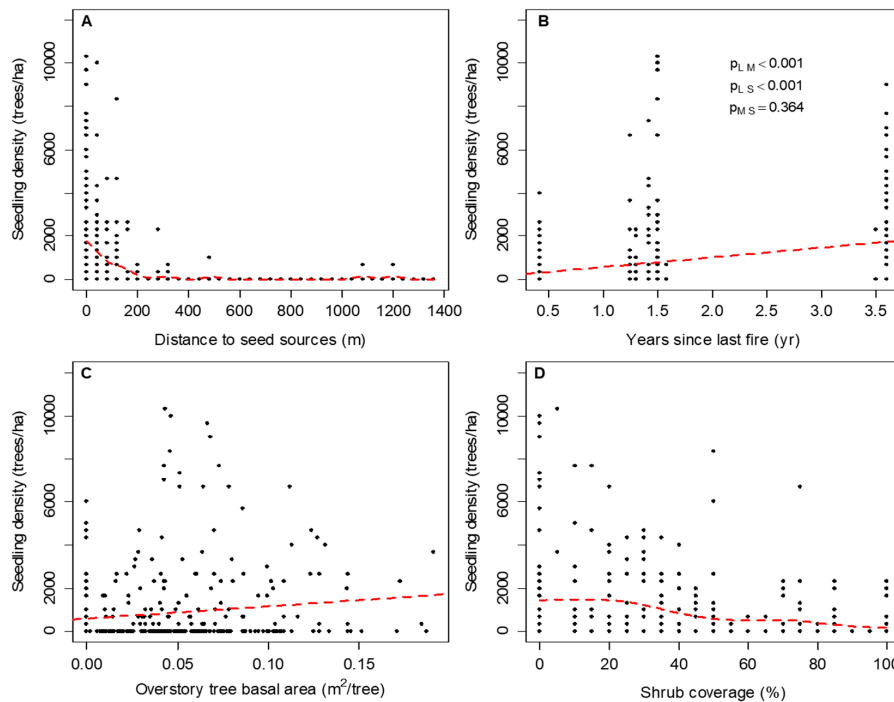 A
Seedling density (trees/ha)
10000
6000
2000
0
0 200 400 600 800 1000 1200 1400
Distance to seed sources (m)
B
p L M < 0.001
p L S < 0.001
p M S = 0.364
Seedling density (trees/ha)
10000
6000
2000
0
0.5 1.0 1.5 2.0 2.5 3.0 3.5
Years since last fire (yr)
C
Seedling density (trees/ha)
10000
6000
2000
0
0.00 0.05 0.10 0.15
Overstory tree basal area (m²/tree)
D
Seedling density (trees/ha)
10000
6000
2000
0
0 20 40 60 80 100
Shrub coverage (%)